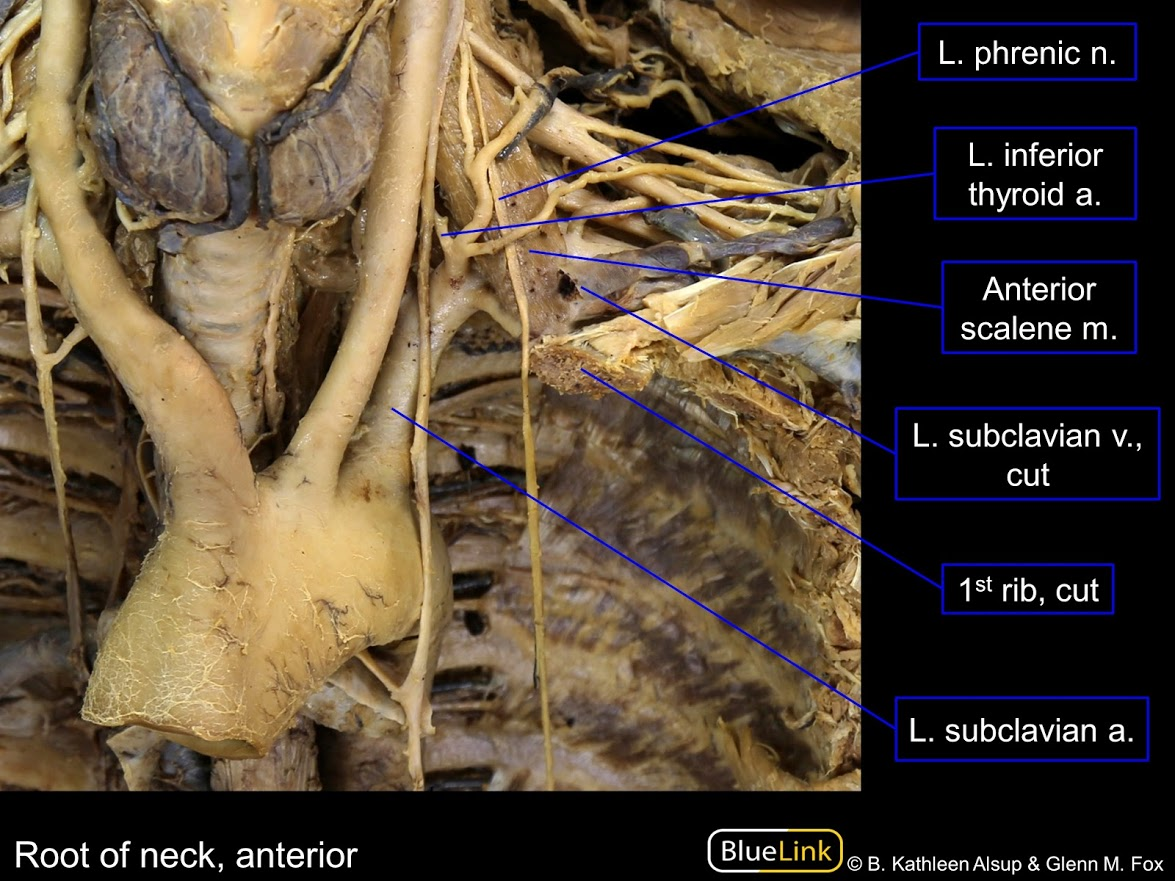 L. phrenic n.
L. inferior
thyroid a.
Anterior
scalene m.
L. subclavian v.,
cut
1st rib, cut
L. subclavian a.
Root of neck, anterior
BlueLink
© B. Kathleen Alsup & Glenn M. Fox